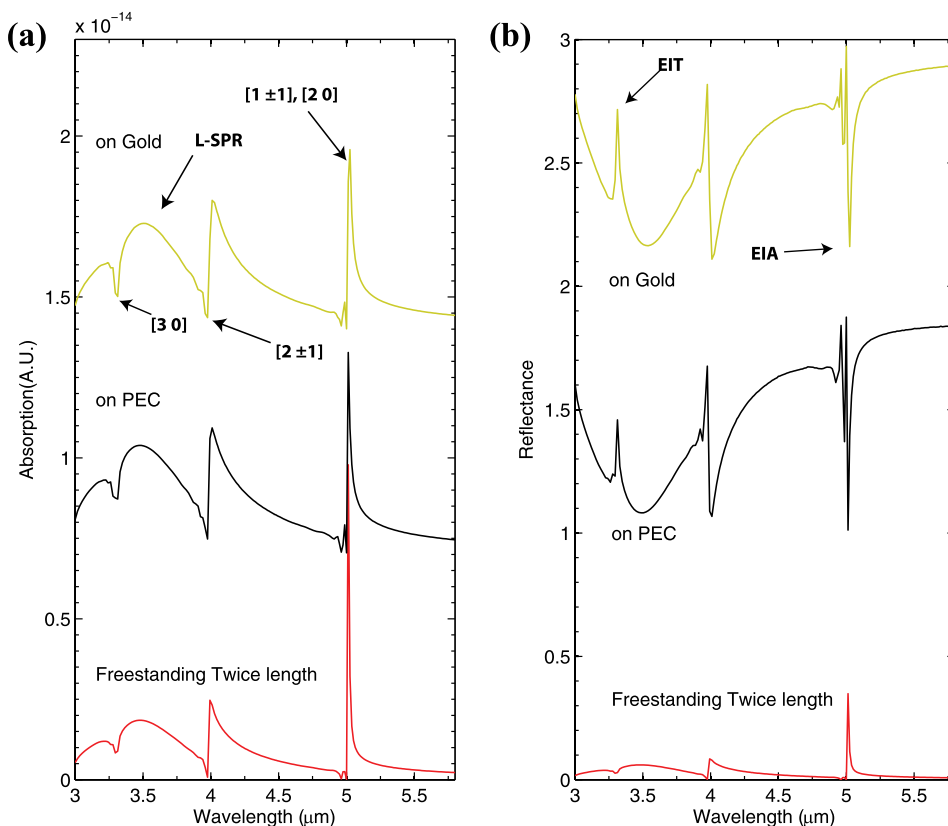 (a)
x 10−14
Absorption(A.U.)
2
1.5
1
0.5
0
on Gold
L-SPR
[1 ±1], [2 0]
[3 0]
[2 ±1]
on PEC
Freestanding Twice length
3 3.5 4 4.5 5 5.5
Wavelength (μm)
(b)
Reflectance
3
2.5
2
1.5
1
0.5
0
EIT
EIA
on Gold
on PEC
Freestanding Twice length
3 3.5 4 4.5 5 5.5
Wavelength (μm)